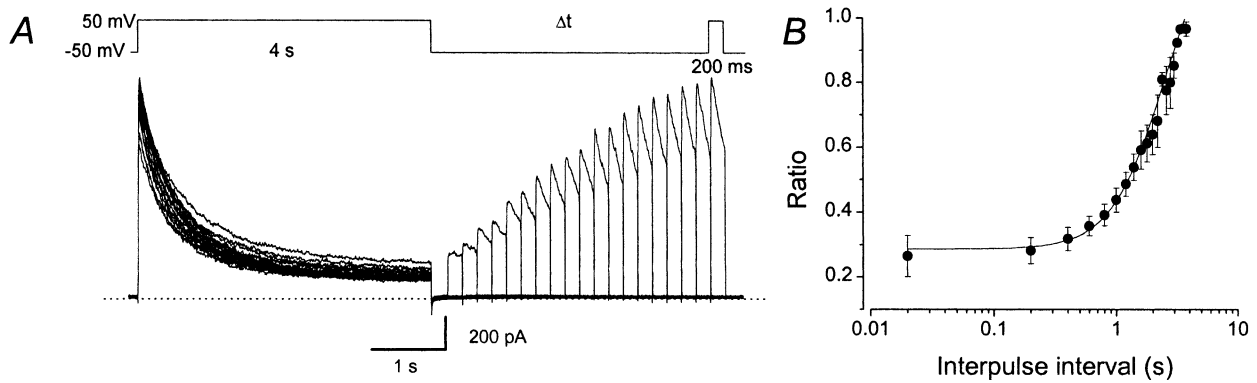 A
50 mV
Δt
-50 mV
4 s
200 ms
200 pA
1 s
B
1.0
0.8
0.6
0.4
0.2
Ratio
0.01
0.1
1
10
Interpulse interval (s)